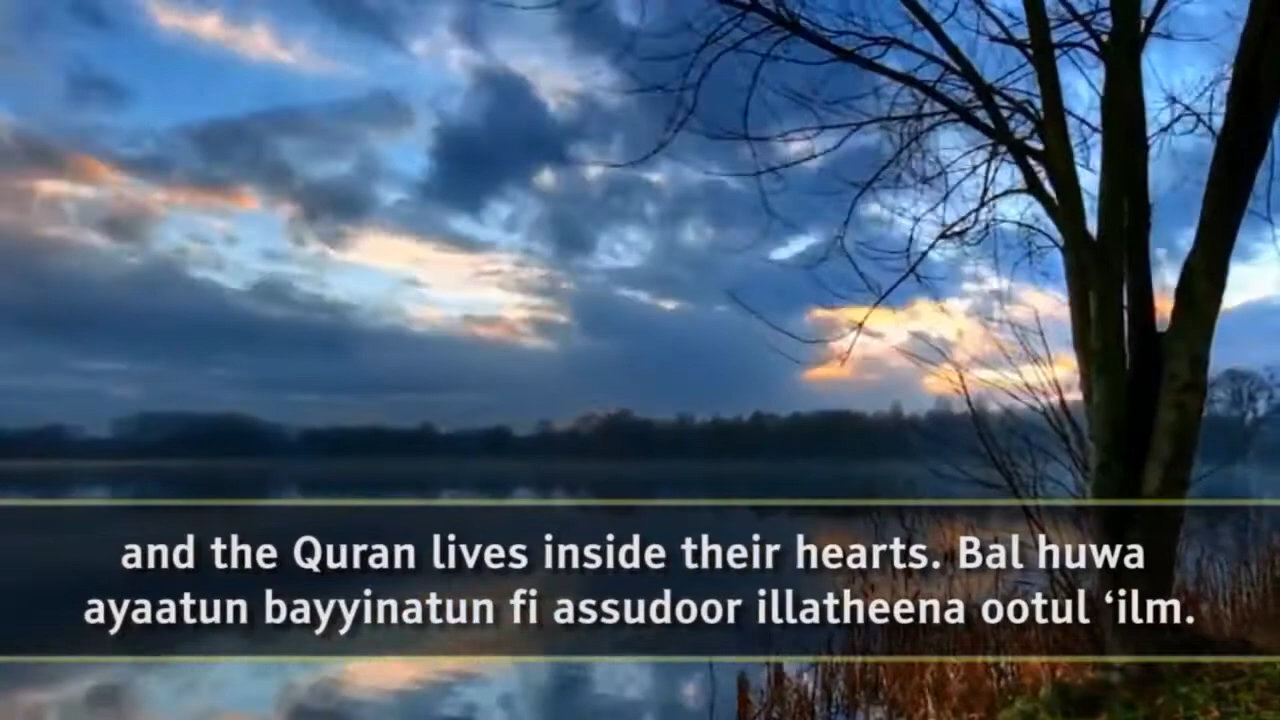 and the Quran lives inside their hearts. Bal huwa
ayaatun bayyinatun fi assudoor illatheena ootul ‘ilm.